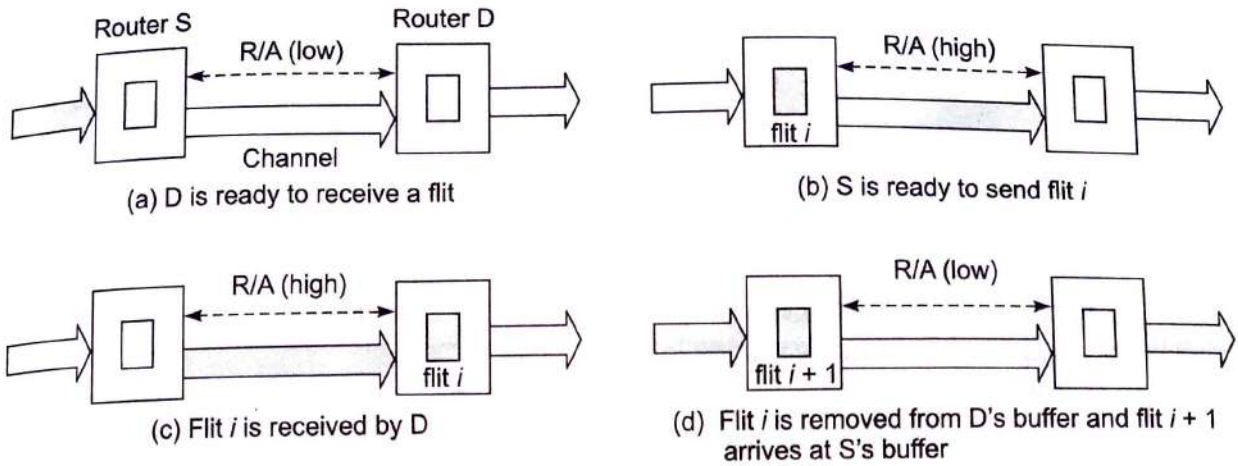 Router S
Router D
R/A (low)
Channel
(a) D is ready to receive a flit
R/A (high)
flit i
(b) S is ready to send flit i
R/A (high)
flit i
(c) Flit i is received by D
R/A (low)
flit i + 1
(d) Flit i is removed from D's buffer and flit i + 1
arrives at S's buffer